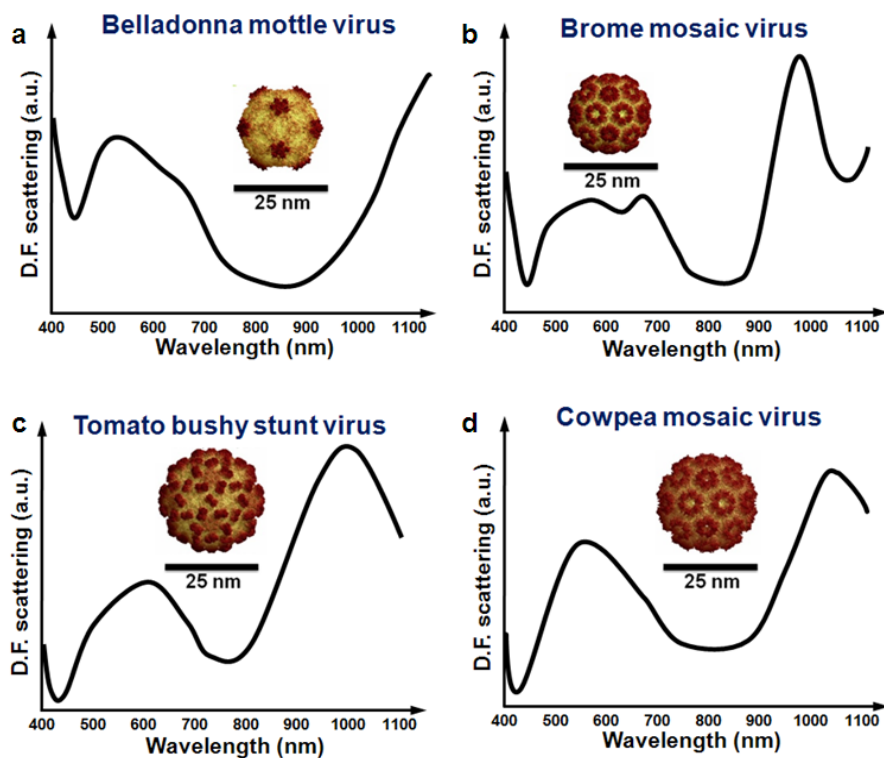 a
Belladonna mottle virus
D.F. scattering (a.u.)
25 nm
400 500 600 700 800 900 1000 1100
Wavelength (nm)
b
Brome mosaic virus
D.F. scattering (a.u.)
25 nm
400 500 600 700 800 900 1000 1100
Wavelength (nm)
c
Tomato bushy stunt virus
D.F. scattering (a.u.)
25 nm
400 500 600 700 800 900 1000 1100
Wavelength (nm)
d
Cowpea mosaic virus
D.F. scattering (a.u.)
25 nm
400 500 600 700 800 900 1000 1100
Wavelength (nm)